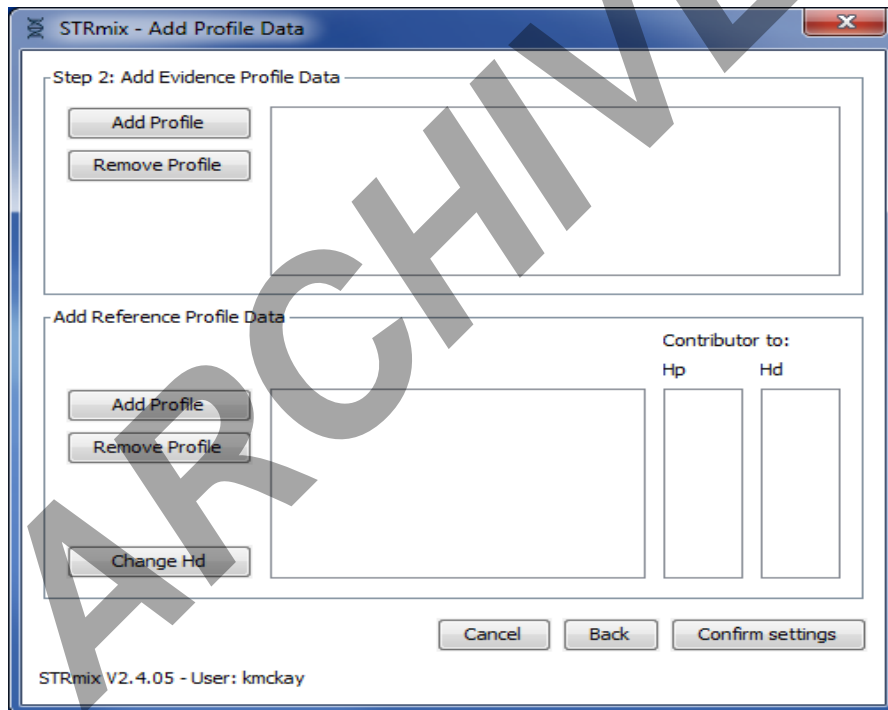 STRmix - Add Profile Data
Step 2: Add Evidence Profile Data
Add Profile
Remove Profile
Add Reference Profile Data
Contributor to:
Hp Hd
Add Profile
Remove Profile
Change Hd
Cancel Back Confirm settings
STRmix V2.4.05 - User: kmckay
ARCHIVE